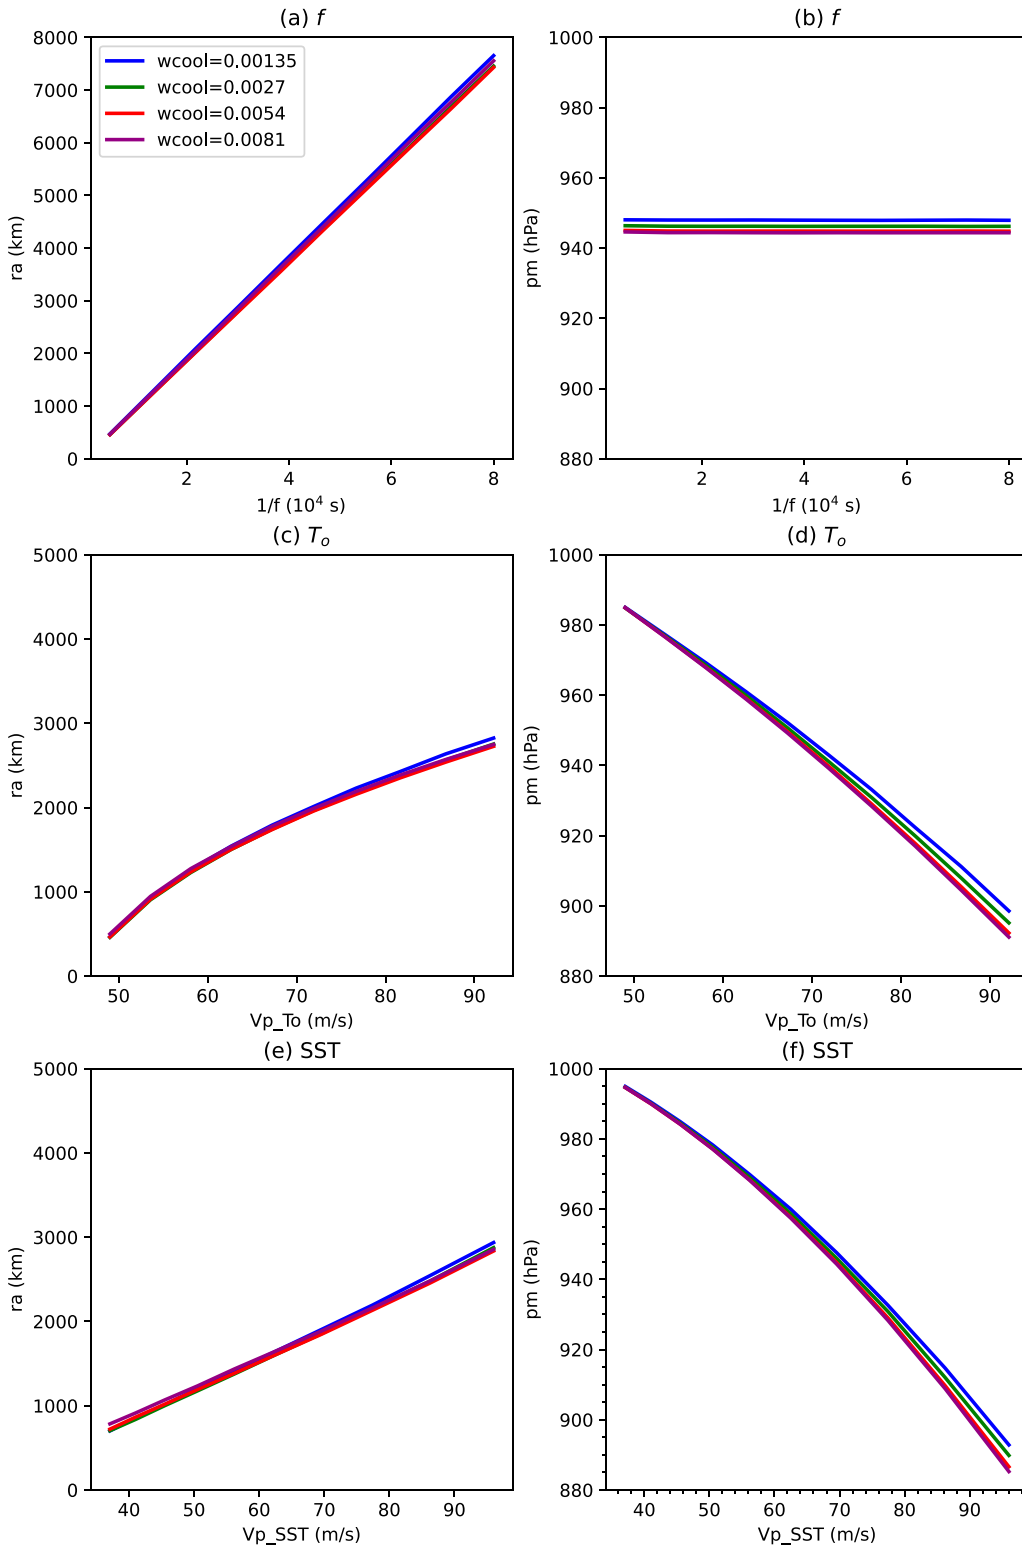 (a) f
8000
7000
6000
5000
4000
3000
2000
1000
0
ra (km)
wcool=0.00135
wcool=0.0027
wcool=0.0054
wcool=0.0081
2 4 6 8
1/f (10⁴ s)
(b) f
1000
980
960
940
920
900
880
pm (hPa)
2 4 6 8
1/f (10⁴ s)
(c) Tₒ
5000
4000
3000
2000
1000
0
ra (km)
50 60 70 80 90
Vp_To (m/s)
(d) Tₒ
1000
980
960
940
920
900
880
pm (hPa)
50 60 70 80 90
Vp_To (m/s)
(e) SST
5000
4000
3000
2000
1000
0
ra (km)
40 50 60 70 80 90
Vp_SST (m/s)
(f) SST
1000
980
960
940
920
900
880
pm (hPa)
40 50 60 70 80 90
Vp_SST (m/s)